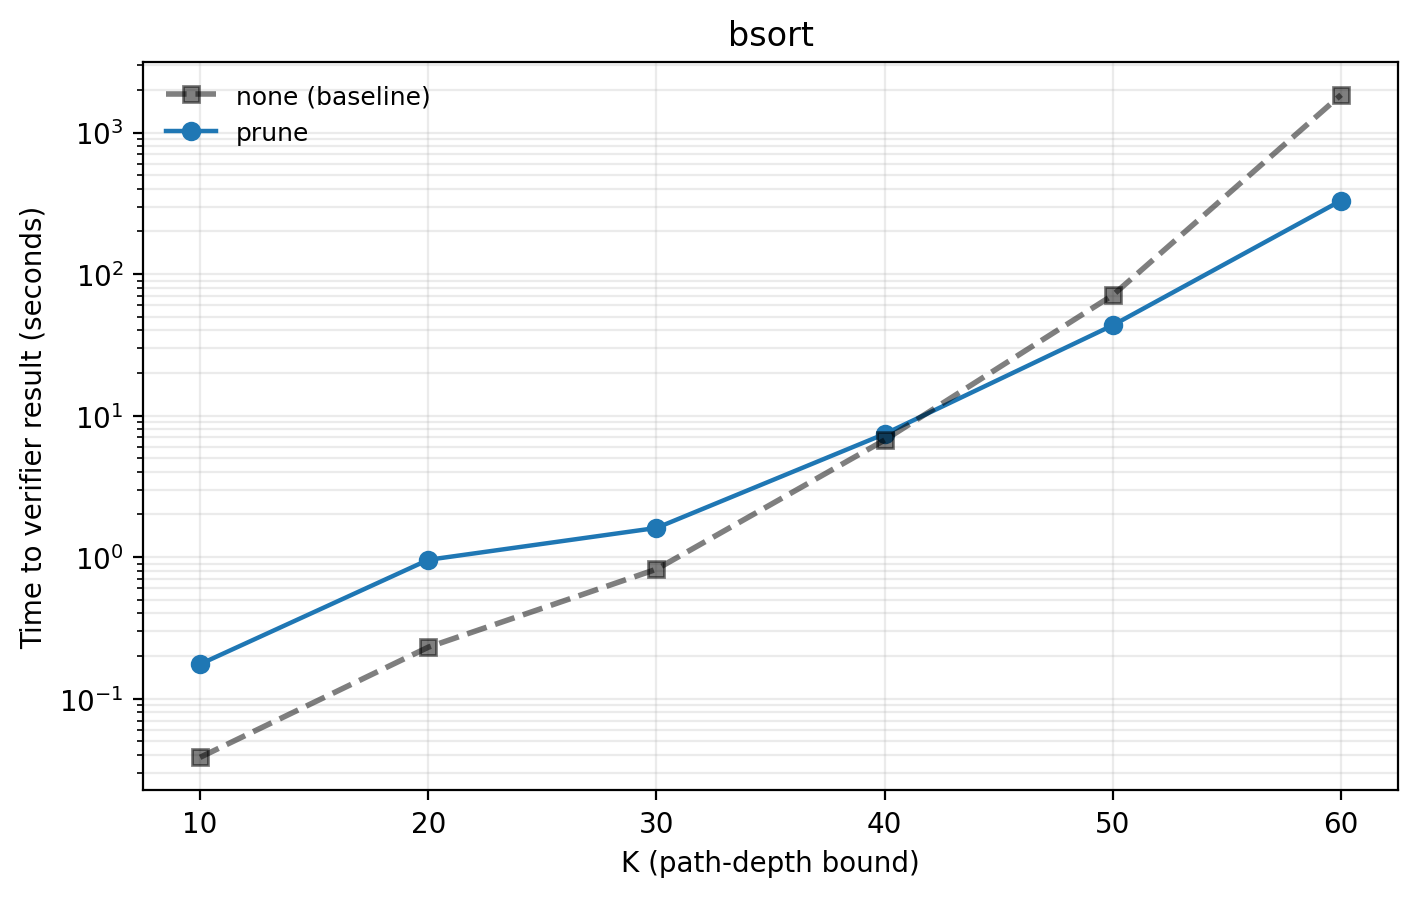 bsort
none (baseline)
prune
Time to verifier result (seconds)
10³
10²
10¹
10⁰
10⁻¹
10 20 30 40 50 60
K (path-depth bound)